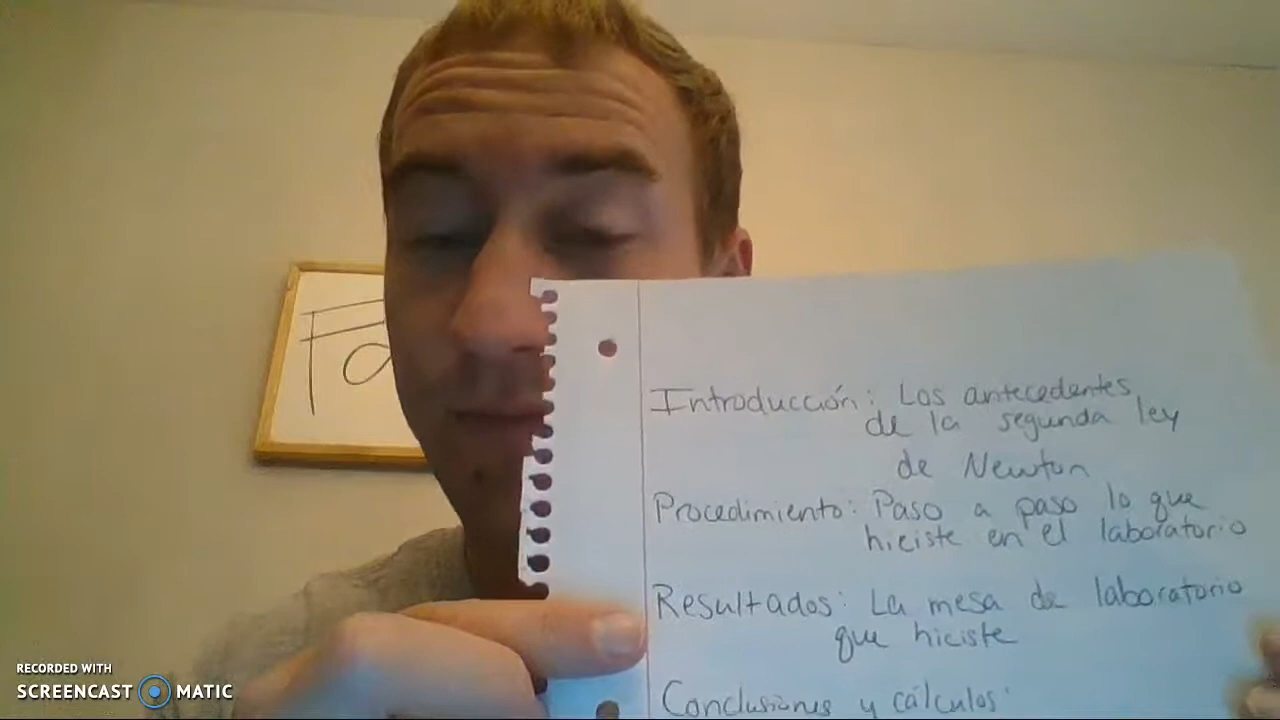 Fa
Introducción: Los antecedentes
de la segunda ley
de Newton
Procedimiento: Paso a paso lo que
hiciste en el laboratorio
Resultados: La mesa de laboratorio
que hiciste
Conclusiones y cálculos:
RECORDED WITH
SCREENCAST MATIC